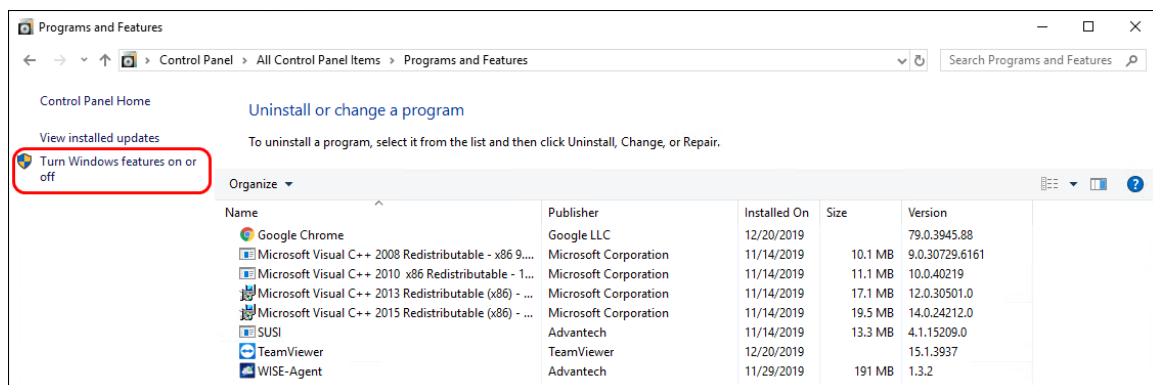 Programs and Features
Control Panel > All Control Panel Items > Programs and Features
Search Programs and Features
Control Panel Home
View installed updates
Turn Windows features on or
off
Uninstall or change a program
To uninstall a program, select it from the list and then click Uninstall, Change, or Repair.
Organize
Name Publisher Installed On Size Version
Google Chrome Google LLC 12/20/2019 79.0.3945.88
Microsoft Visual C++ 2008 Redistributable - x86 9.... Microsoft Corporation 11/14/2019 10.1 MB 9.0.30729.6161
Microsoft Visual C++ 2010 x86 Redistributable - 1... Microsoft Corporation 11/14/2019 11.1 MB 10.0.40219
Microsoft Visual C++ 2013 Redistributable (x86) - ... Microsoft Corporation 11/14/2019 17.1 MB 12.0.30501.0
Microsoft Visual C++ 2015 Redistributable (x86) - ... Microsoft Corporation 11/14/2019 19.5 MB 14.0.24212.0
SUSI Advantech 11/14/2019 13.3 MB 4.1.15209.0
TeamViewer TeamViewer 12/20/2019 15.1.3937
WISE-Agent Advantech 11/29/2019 191 MB 1.3.2